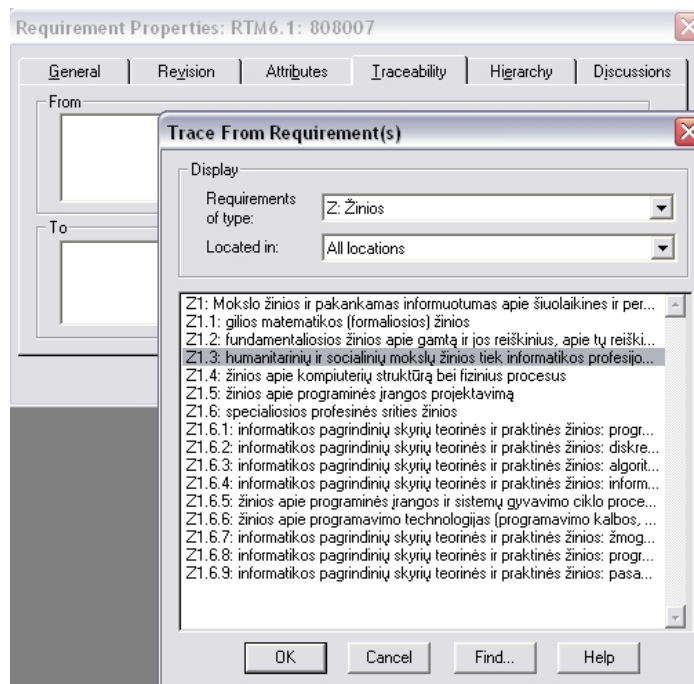 Requirement Properties: RTM6.1: 808007
General Revision Attributes Traceability Hierarchy Discussions
From
To
Trace From Requirement(s)
Display
Requirements of type: Z: Žinios
Located in: All locations
Z1: Mokslo žinios ir pakankamas informuotumas apie šiuolaikines ir per...
Z1.1: gilios matematikos (formaliosios) žinios
Z1.2: fundamentaliosios žinios apie gamtą ir jos reiškinius, apie tų reiški...
Z1.3: humanitarinių ir socialinių mokslų žinios tiek informatikos profesijo...
Z1.4: žinios apie kompiuterių struktūrą bei fizinius procesus
Z1.5: žinios apie programinės įrangos projektavimą
Z1.6: specialiosios profesinės srities žinios
Z1.6.1: informatikos pagrindinių skyrių teorinės ir praktinės žinios: progr...
Z1.6.2: informatikos pagrindinių skyrių teorinės ir praktinės žinios: diskre...
Z1.6.3: informatikos pagrindinių skyrių teorinės ir praktinės žinios: algorit...
Z1.6.4: informatikos pagrindinių skyrių teorinės ir praktinės žinios: inform...
Z1.6.5: žinios apie programinės įrangos ir sistemų gyvavimo ciklo proce...
Z1.6.6: žinios apie programavimo technologijas (programavimo kalbos, ...
Z1.6.7: informatikos pagrindinių skyrių teorinės ir praktinės žinios: žmog...
Z1.6.8: informatikos pagrindinių skyrių teorinės ir praktinės žinios: progr...
Z1.6.9: informatikos pagrindinių skyrių teorinės ir praktinės žinios: pasa...
OK Cancel Find... Help